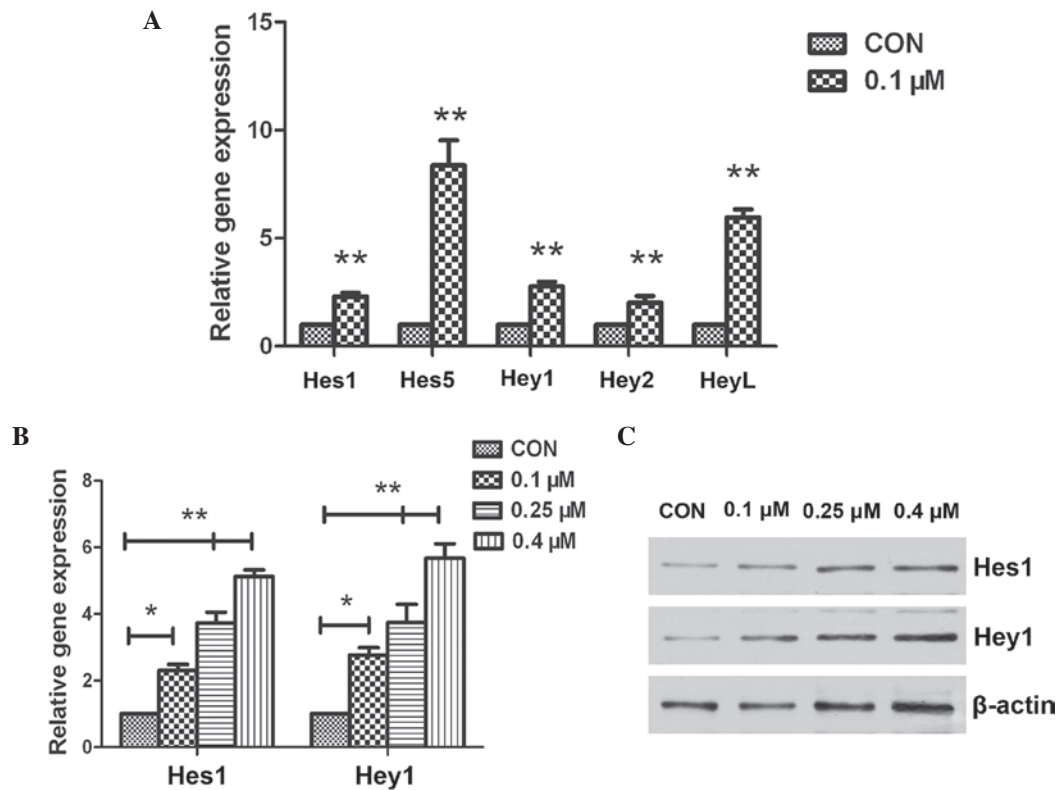 A
Relative gene expression
15
10
5
0
** ** ** ** **
Hes1 Hes5 Hey1 Hey2 HeyL
CON
0.1 µM
B
Relative gene expression
8
6
4
2
0
** **
* *
Hes1 Hey1
CON
0.1 µM
0.25 µM
0.4 µM
C
CON 0.1 µM 0.25 µM 0.4 µM
Hes1
Hey1
β-actin